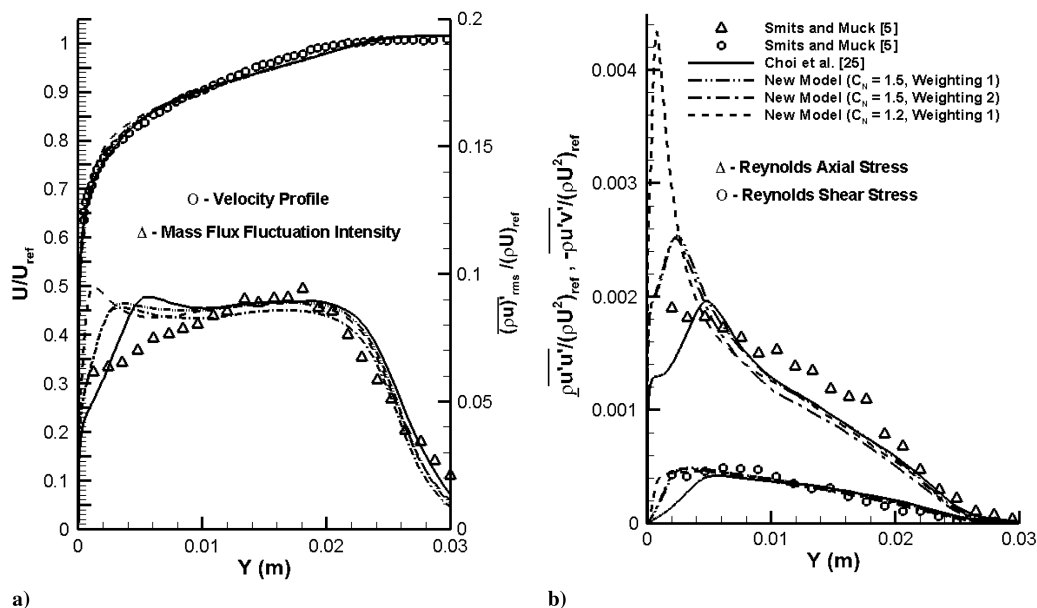 1
0.9
0.8
0.7
0.6
0.5
0.4
0.3
0.2
0.1
0
U/U_ref
0.2
0.15
0.1
0.05
0
(ρu)'_rms/(ρU)_ref
O - Velocity Profile
Δ - Mass Flux Fluctuation Intensity
0 0.01 0.02 0.03
Y (m)
a)
0.004
0.003
0.002
0.001
0
ρu'u'/(ρU²)_ref , -ρu'v'/(ρU²)_ref
Smits and Muck [5]
Smits and Muck [5]
Choi et al. [25]
New Model (C_N = 1.5, Weighting 1)
New Model (C_N = 1.5, Weighting 2)
New Model (C_N = 1.2, Weighting 1)
Δ - Reynolds Axial Stress
O - Reynolds Shear Stress
0 0.01 0.02 0.03
Y (m)
b)